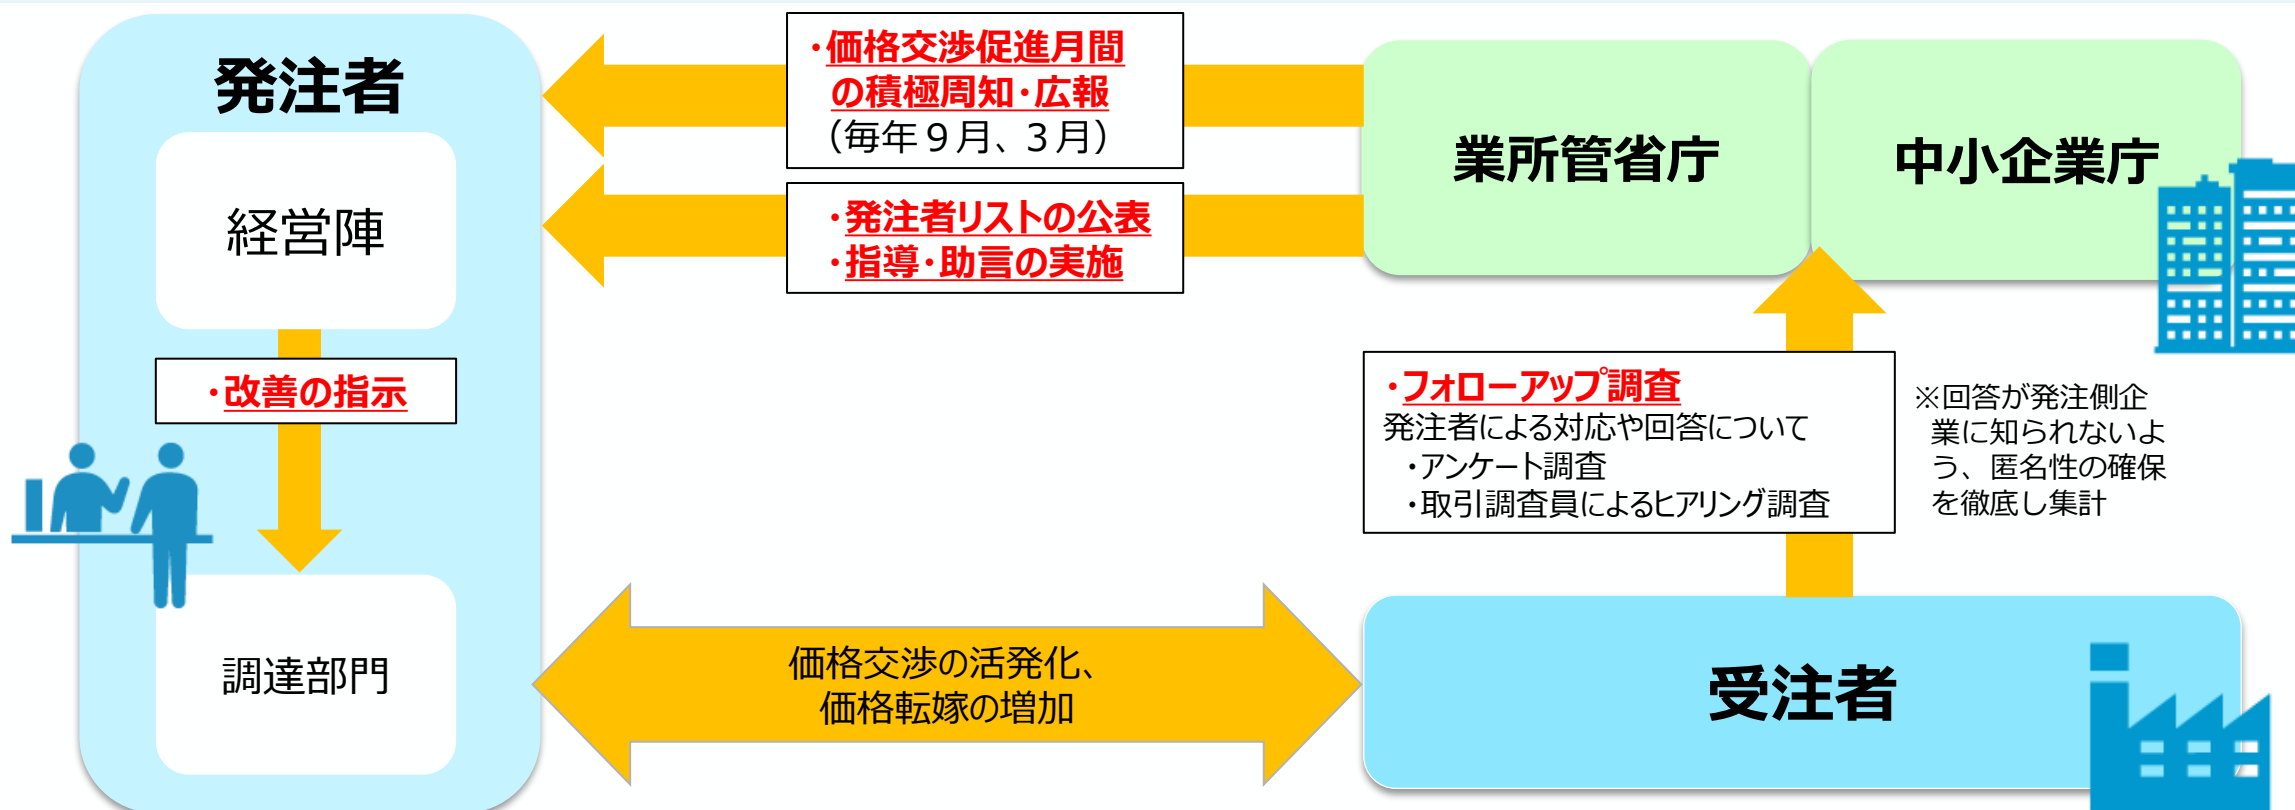 発注者
経営陣
・改善の指示
調達部門
・価格交渉促進月間
の積極周知・広報
（毎年９月、３月）
・発注者リストの公表
・指導・助言の実施
業所管省庁
中小企業庁
・フォローアップ調査
発注者による対応や回答について
・アンケート調査
・取引調査員によるヒアリング調査
※回答が発注側企
業に知られないよ
う、匿名性の確保
を徹底し集計
価格交渉の活発化、
価格転嫁の増加
受注者